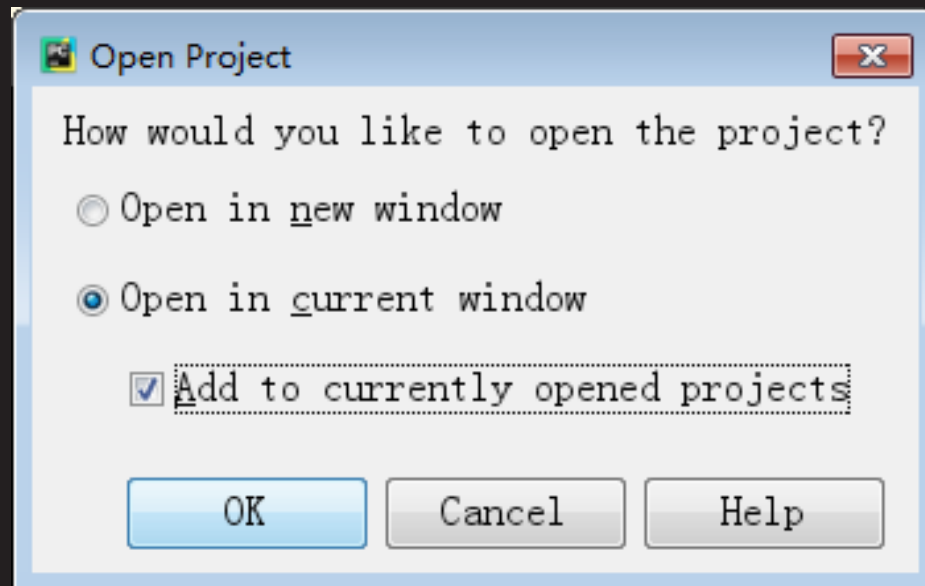 Open Project
How would you like to open the project?
Open in new window
Open in current window
Add to currently opened projects
OK Cancel Help